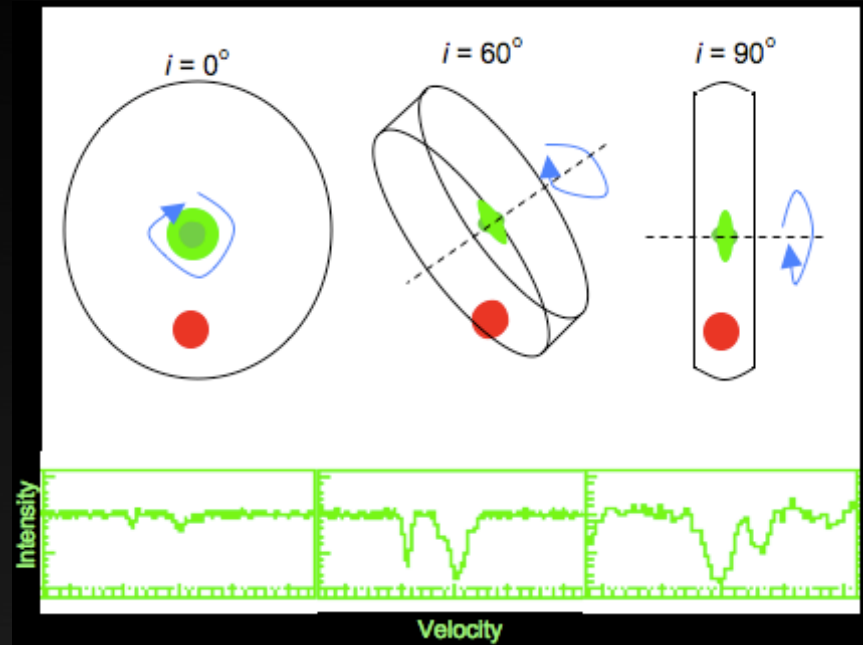 i = 0°
i = 60°
i = 90°
Intensity
Velocity